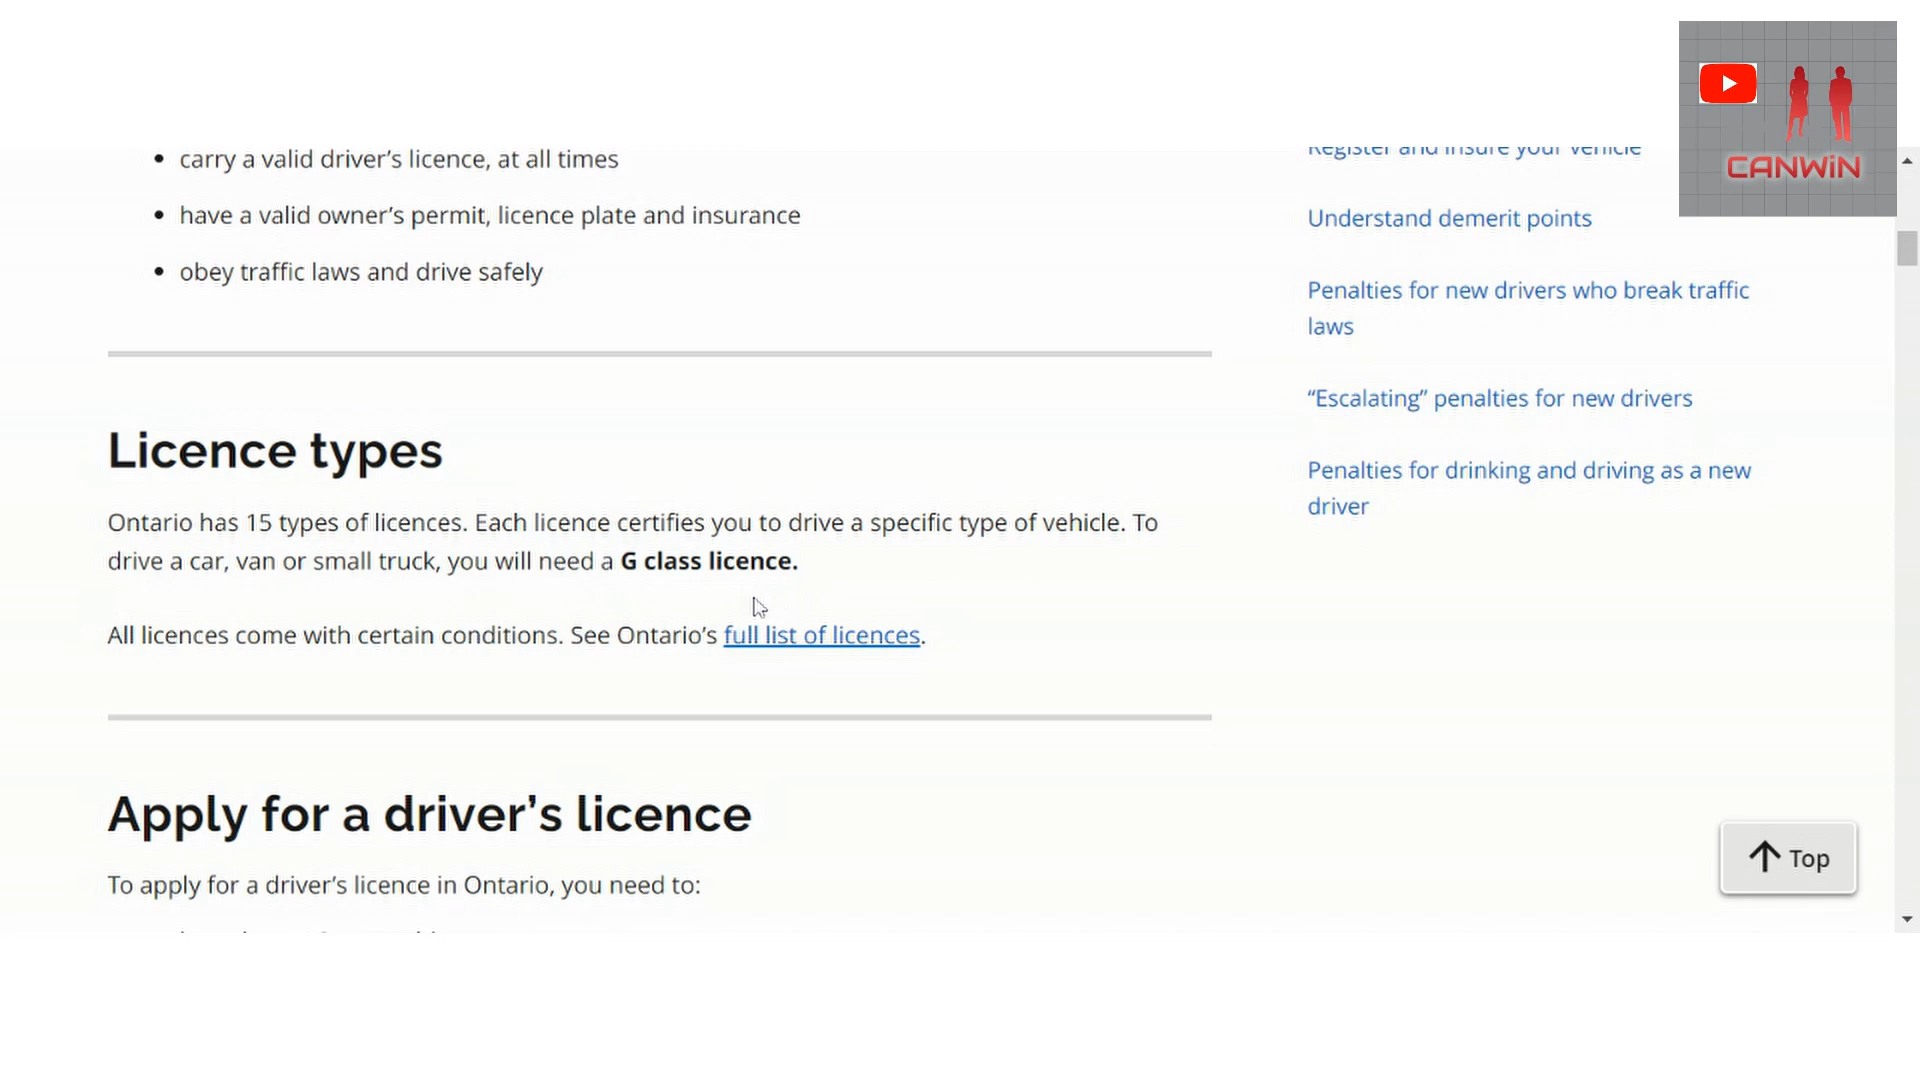 carry a valid driver's licence, at all times
have a valid owner's permit, licence plate and insurance
obey traffic laws and drive safely
Licence types
Ontario has 15 types of licences. Each licence certifies you to drive a specific type of vehicle. To
drive a car, van or small truck, you will need a G class licence.
All licences come with certain conditions. See Ontario's full list of licences.
Apply for a driver's licence
To apply for a driver's licence in Ontario, you need to:
Register and insure your vehicle
Understand demerit points
Penalties for new drivers who break traffic
laws
“Escalating” penalties for new drivers
Penalties for drinking and driving as a new
driver
CANWiN
Top